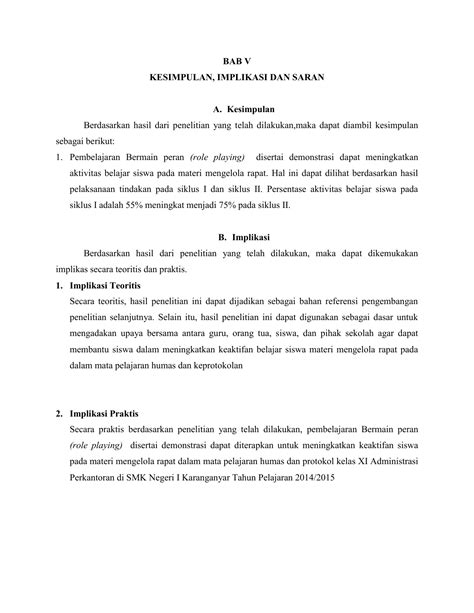 BAB V
KESIMPULAN, IMPLIKASI DAN SARAN
A. Kesimpulan
Berdasarkan hasil dari penelitian yang telah dilakukan,maka dapat diambil kesimpulan
sebagai berikut:
1. Pembelajaran Bermain peran (role playing) disertai demonstrasi dapat meningkatkan
aktivitas belajar siswa pada materi mengelola rapat. Hal ini dapat dilihat berdasarkan hasil
pelaksanaan tindakan pada siklus I dan siklus II. Persentase aktivitas belajar siswa pada
siklus I adalah 55% meningkat menjadi 75% pada siklus II.
B. Implikasi
Berdasarkan hasil dari penelitian yang telah dilakukan, maka dapat dikemukakan
implikas secara teoritis dan praktis.
1. Implikasi Teoritis
Secara teoritis, hasil penelitian ini dapat dijadikan sebagai bahan referensi pengembangan
penelitian selanjutnya. Selain itu, hasil penelitian ini dapat digunakan sebagai dasar untuk
mengadakan upaya bersama antara guru, orang tua, siswa, dan pihak sekolah agar dapat
membantu siswa dalam meningkatkan keaktifan belajar siswa materi mengelola rapat pada
dalam mata pelajaran humas dan keprotokolan
2. Implikasi Praktis
Secara praktis berdasarkan penelitian yang telah dilakukan, pembelajaran Bermain peran
(role playing) disertai demonstrasi dapat diterapkan untuk meningkatkan keaktifan siswa
pada materi mengelola rapat dalam mata pelajaran humas dan protokol kelas XI Administrasi
Perkantoran di SMK Negeri I Karanganyar Tahun Pelajaran 2014/2015